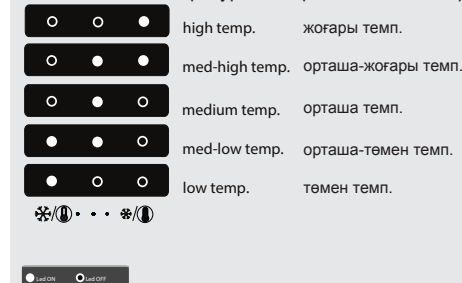 high temp. жоғары темп.
med-high temp. орташа-жоғары темп.
medium temp. орташа темп.
med-low temp. орташа-төмен темп.
low temp. төмен темп.
Led ON Led OFF